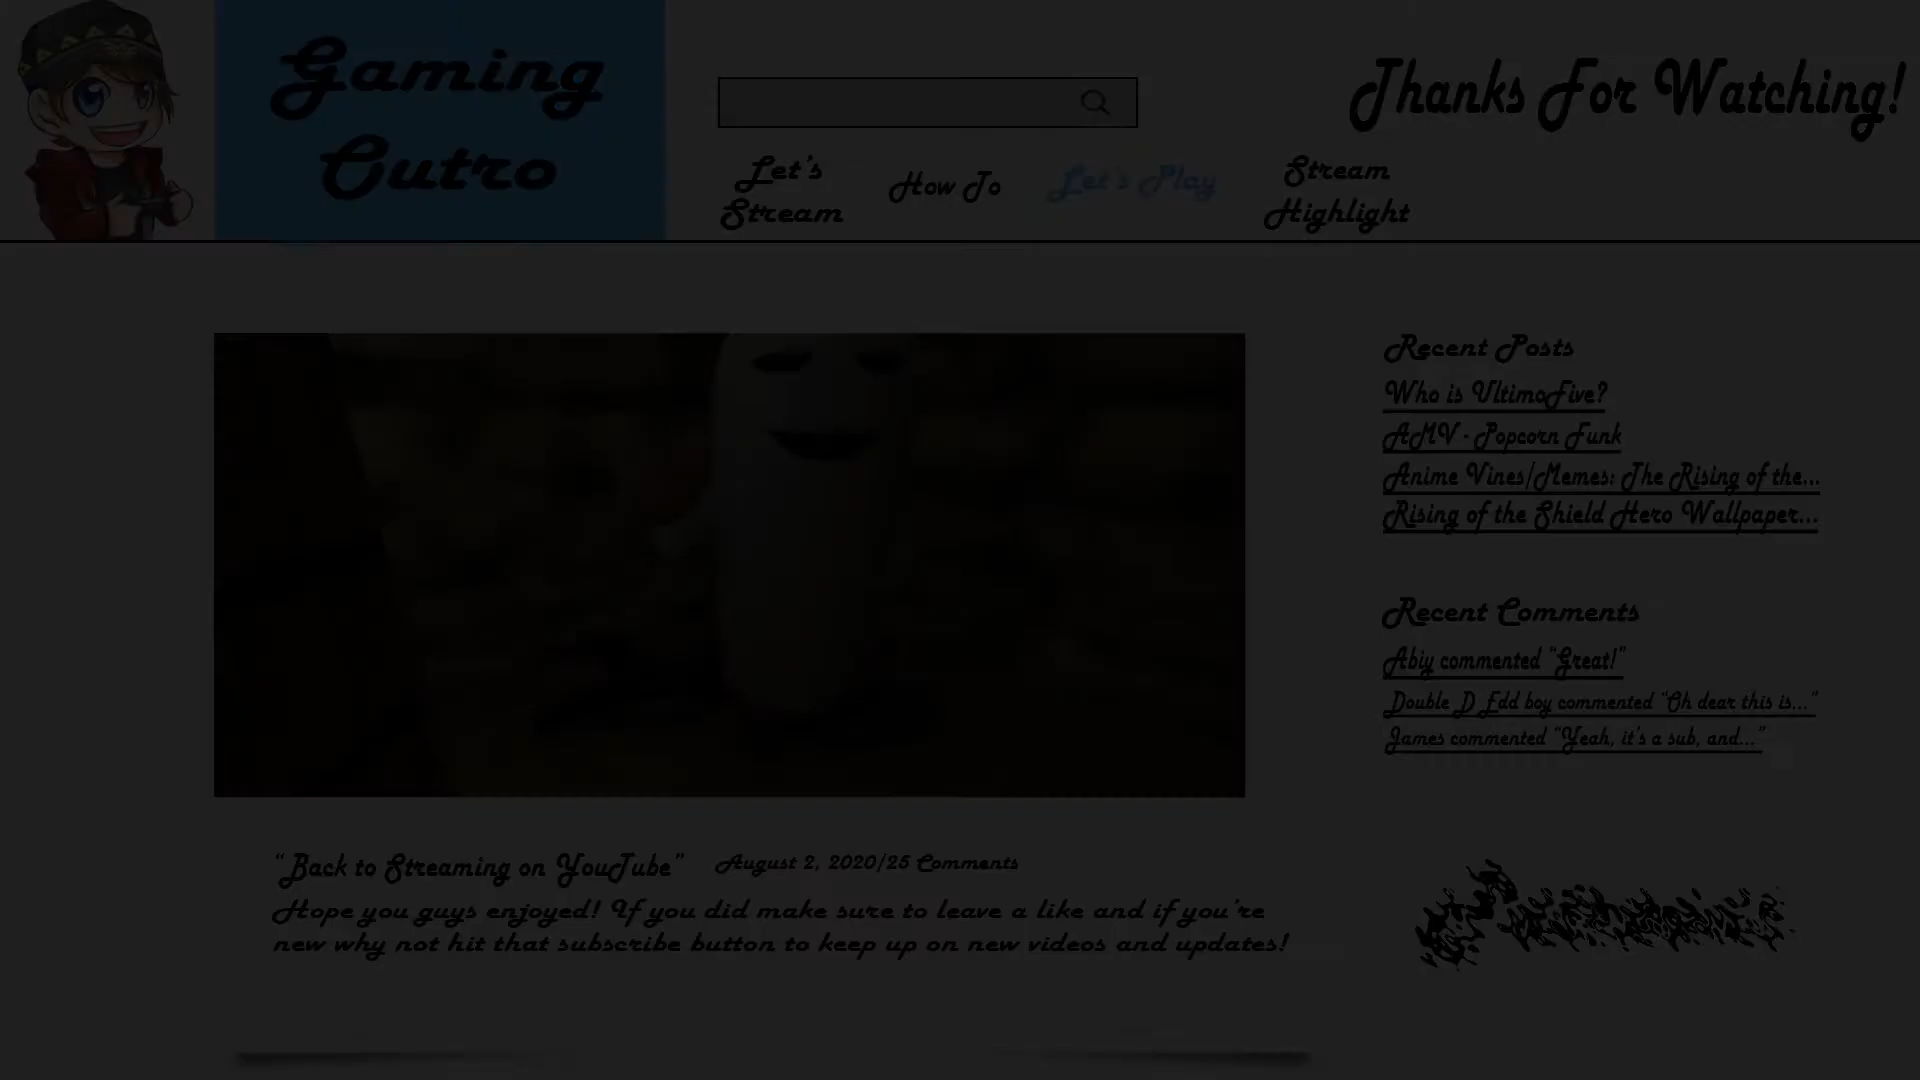 Gaming
Outro
Thanks For Watching!
Let's
Stream
How To
Let's Play
Stream
Highlight
Recent Posts
Who is UltimoFive?
AMV - Popcorn Funk
Anime Vines/Memes: The Rising of the...
Rising of the Shield Hero Wallpaper...
Recent Comments
Abiy commented “Great!”
Double D Edd boy commented “Oh dear this is...”
James commented “Yeah, it's a sub, and...”
“Back to Streaming on YouTube”
August 2, 2020/25 Comments
Hope you guys enjoyed! If you did make sure to leave a like and if you're
new why not hit that subscribe button to keep up on new videos and updates!